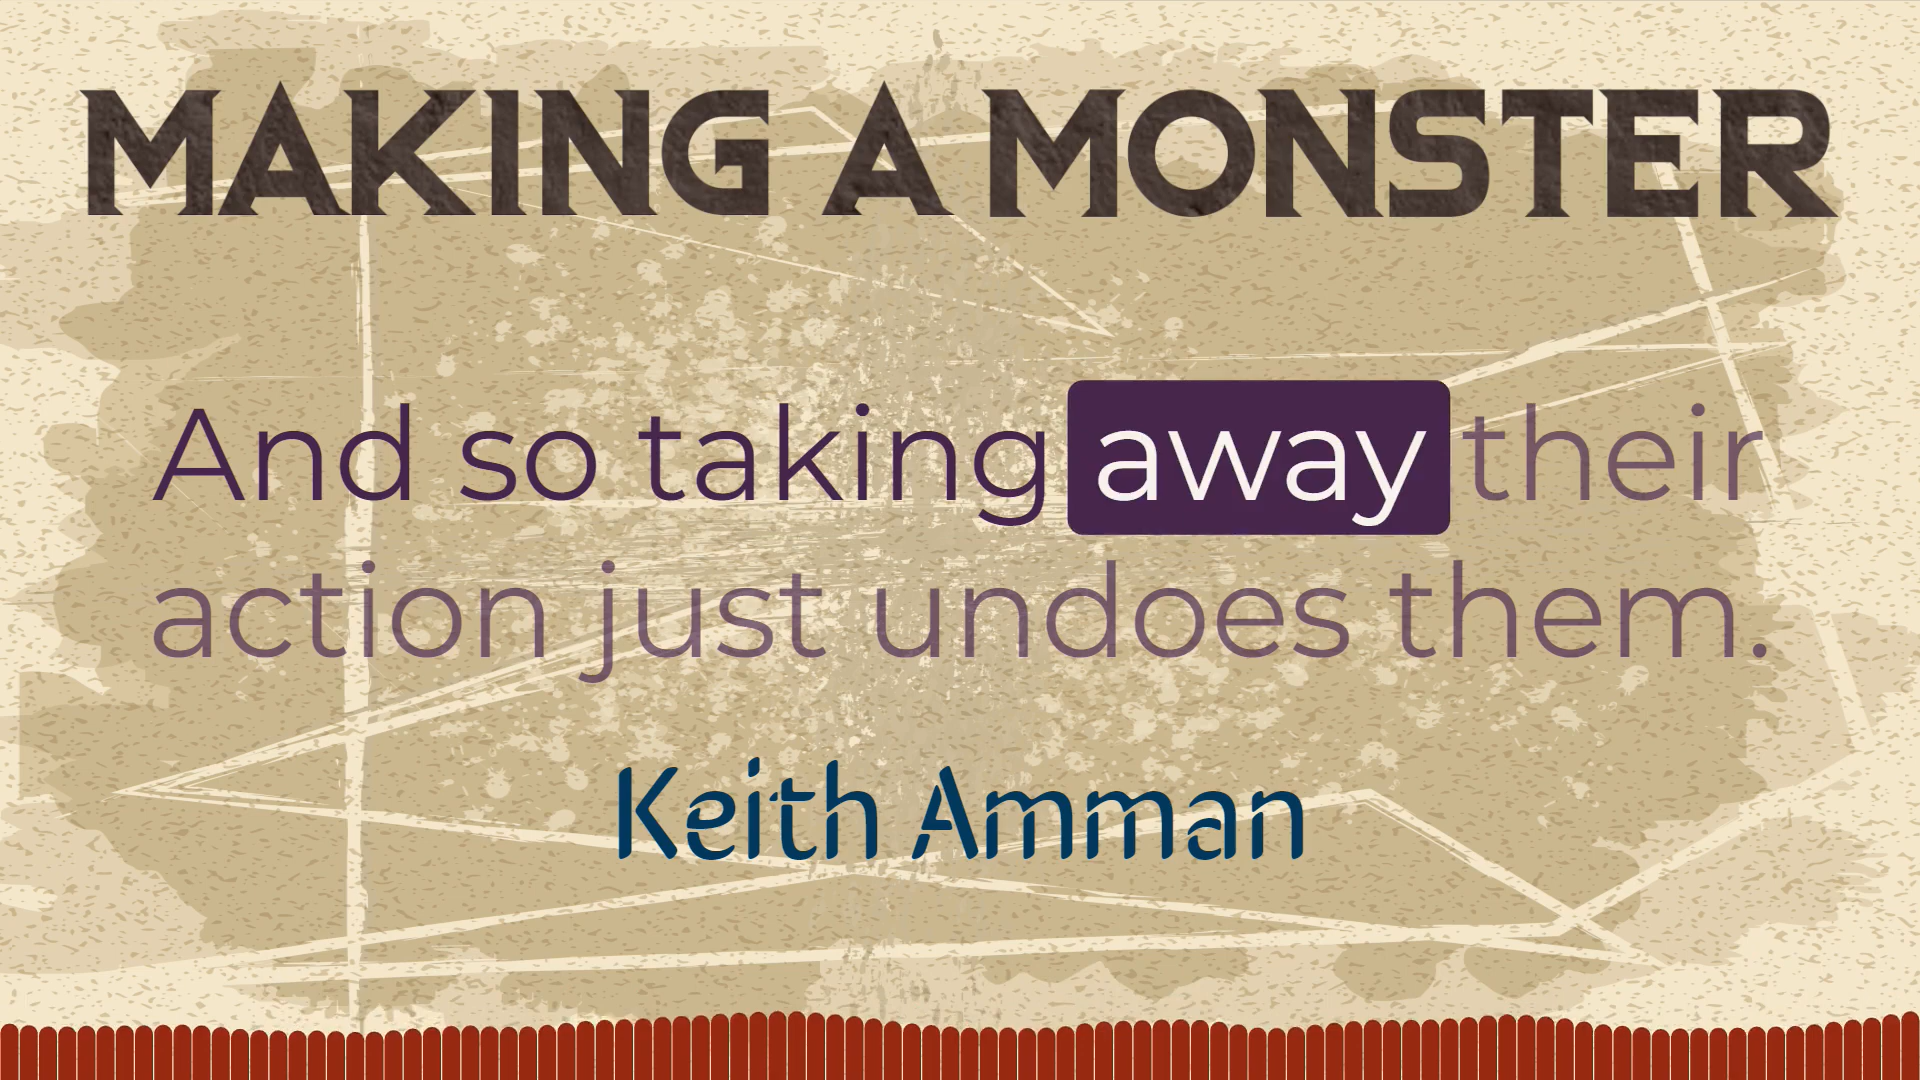 MAKING A MONSTER
And so taking away their
action just undoes them.
Keith Amman